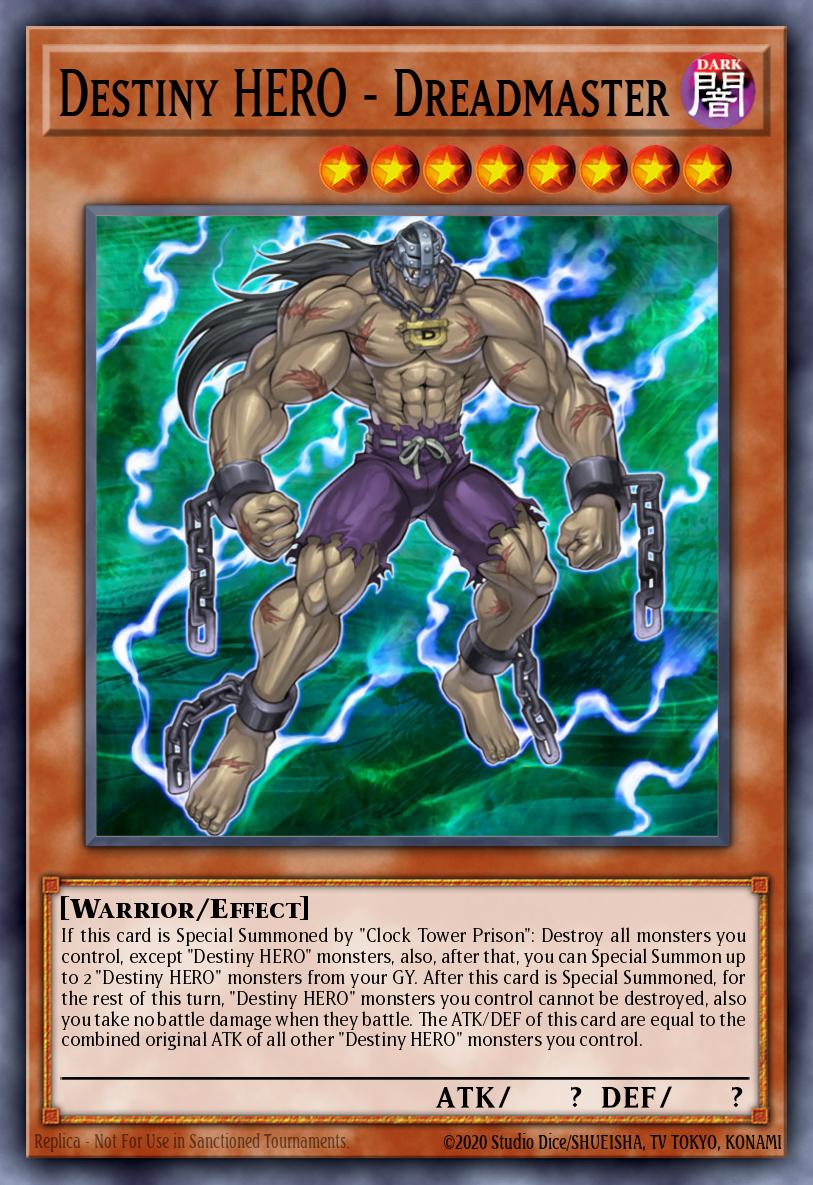 Destiny HERO - Dreadmaster
DARK
闇
D
[Warrior/Effect]
If this card is Special Summoned by "Clock Tower Prison": Destroy all monsters you
control, except "Destiny HERO" monsters, also, after that, you can Special Summon up
to 2 "Destiny HERO" monsters from your GY. After this card is Special Summoned, for
the rest of this turn, "Destiny HERO" monsters you control cannot be destroyed, also
you take no battle damage when they battle. The ATK/DEF of this card are equal to the
combined original ATK of all other "Destiny HERO" monsters you control.
ATK/ ? DEF/ ?
Replica - Not For Use in Sanctioned Tournaments.
©2020 Studio Dice/SHUEISHA, TV TOKYO, KONAMI